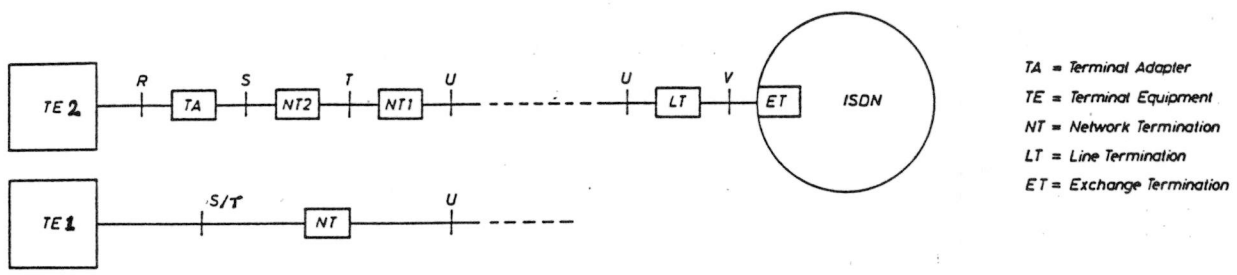 R S T U U V
TE 2 TA NT2 NT1 LT ET ISDN
S/T U
TE 1 NT
TA = Terminal Adapter
TE = Terminal Equipment
NT = Network Termination
LT = Line Termination
ET = Exchange Termination